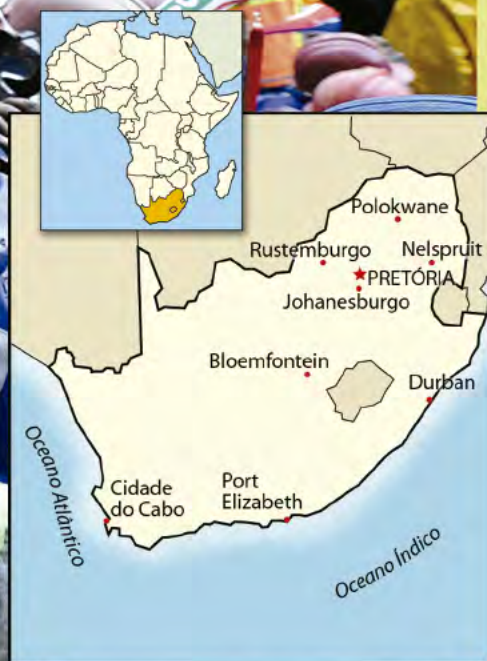 Polokwane
Rustemburgo
Nelspruit
PRETÓRIA
Johanesburgo
Bloemfontein
Durban
Oceano Atlântico
Cidade
do Cabo
Port
Elizabeth
Oceano Índico